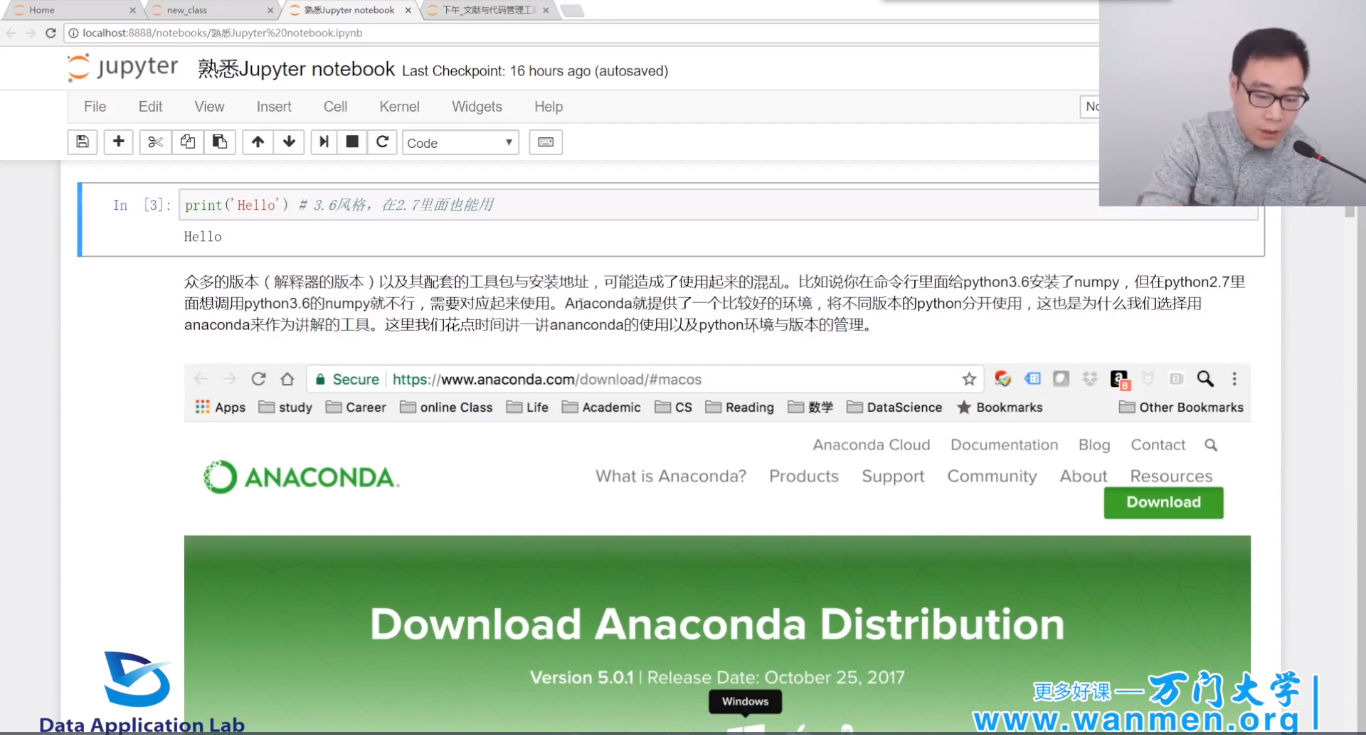 Home
new_class
熟悉Jupyter notebook
下午_文献与代码管理工具
localhost:8888/notebooks/熟悉Jupyter%20notebook.ipynb
jupyter 熟悉Jupyter notebook Last Checkpoint: 16 hours ago (autosaved)
File Edit View Insert Cell Kernel Widgets Help
Code
In [3]: print('Hello') # 3.6风格，在2.7里面也能用
Hello
众多的版本（解释器的版本）以及其配套的工具包与安装地址，可能造成了使用起来的混乱。比如说你在命令行里面给python3.6安装了numpy，但在python2.7里
面想调用python3.6的numpy就不行，需要对应起来使用。Anaconda就提供了一个比较好的环境，将不同版本的python分开使用，这也是为什么我们选择用
anaconda来作为讲解的工具。这里我们花点时间讲一讲ananconda的使用以及python环境与版本的管理。
Secure https://www.anaconda.com/download/#macos
Apps study Career online Class Life Academic CS Reading 数学 DataScience Bookmarks Other Bookmarks
Anaconda Cloud Documentation Blog Contact
ANACONDA. What is Anaconda? Products Support Community About Resources
Download
Download Anaconda Distribution
Version 5.0.1 | Release Date: October 25, 2017
Windows
Data Application Lab
更多好课—万门大学
www.wanmen.org